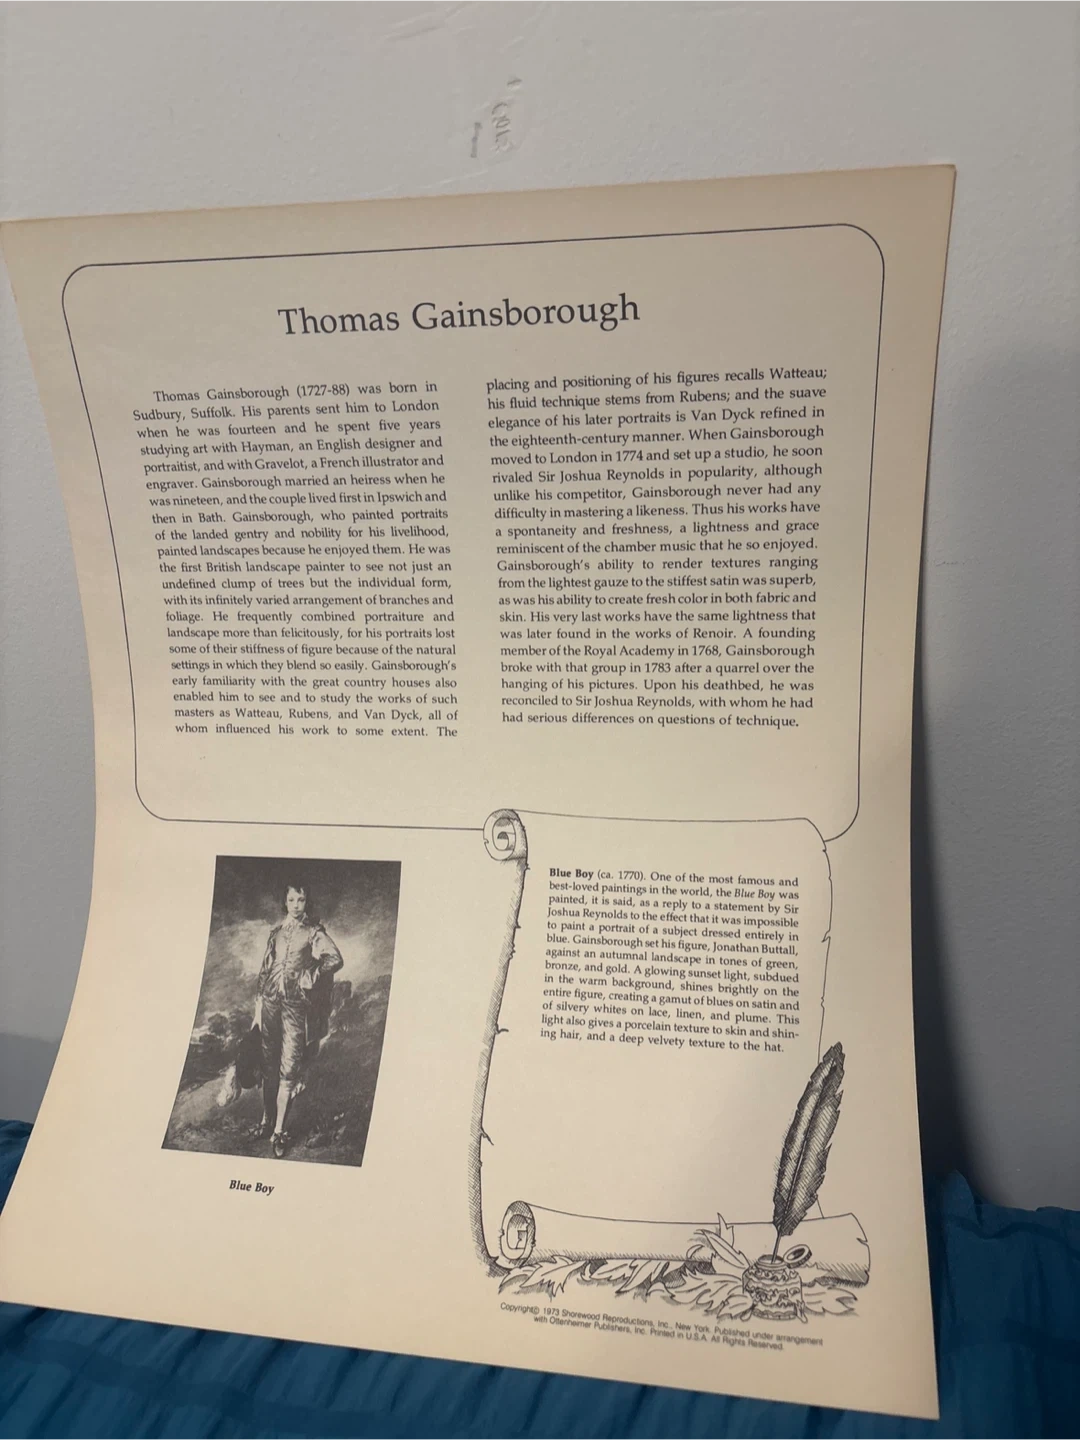 Thomas Gainsborough
Thomas Gainsborough (1727-88) was born in
Sudbury, Suffolk. His parents sent him to London
when he was fourteen and he spent five years
studying art with Hayman, an English designer and
portraitist, and with Gravelot, a French illustrator and
engraver. Gainsborough married an heiress when he
was nineteen, and the couple lived first in Ipswich and
then in Bath. Gainsborough, who painted portraits
of the landed gentry and nobility for his livelihood,
painted landscapes because he enjoyed them. He was
the first British landscape painter to see not just an
undefined clump of trees but the individual form,
with its infinitely varied arrangement of branches and
foliage. He frequently combined portraiture and
landscape more than felicitously, for his portraits lost
some of their stiffness of figure because of the natural
settings in which they blend so easily. Gainsborough's
early familiarity with the great country houses also
enabled him to see and to study the works of such
masters as Watteau, Rubens, and Van Dyck, all of
whom influenced his work to some extent. The
placing and positioning of his figures recalls Watteau;
his fluid technique stems from Rubens; and the suave
elegance of his later portraits is Van Dyck refined in
the eighteenth-century manner. When Gainsborough
moved to London in 1774 and set up a studio, he soon
rivaled Sir Joshua Reynolds in popularity, although
unlike his competitor, Gainsborough never had any
difficulty in mastering a likeness. Thus his works have
a spontaneity and freshness, a lightness and grace
reminiscent of the chamber music that he so enjoyed.
Gainsborough's ability to render textures ranging
from the lightest gauze to the stiffest satin was superb,
as was his ability to create fresh color in both fabric and
skin. His very last works have the same lightness that
was later found in the works of Renoir. A founding
member of the Royal Academy in 1768, Gainsborough
broke with that group in 1783 after a quarrel over the
hanging of his pictures. Upon his deathbed, he was
reconciled to Sir Joshua Reynolds, with whom he had
had serious differences on questions of technique.
Blue Boy
Blue Boy (ca. 1770). One of the most famous and
best-loved paintings in the world, the Blue Boy was
painted, it is said, as a reply to a statement by Sir
Joshua Reynolds to the effect that it was impossible
to paint a portrait of a subject dressed entirely in
blue. Gainsborough set his figure, Jonathan Buttall,
against an autumnal landscape in tones of green,
bronze, and gold. A glowing sunset light, subdued
in the warm background, shines brightly on the
entire figure, creating a gamut of blues on satin and
of silvery whites on lace, linen, and plume. This
light also gives a porcelain texture to skin and shin-
ing hair, and a deep velvety texture to the hat.
Copyright© 1973 Shorewood Reproductions, Inc., New York. Published under arrangement
with Ottenheimer Publishers, Inc. Printed in U.S.A. All Rights Reserved.